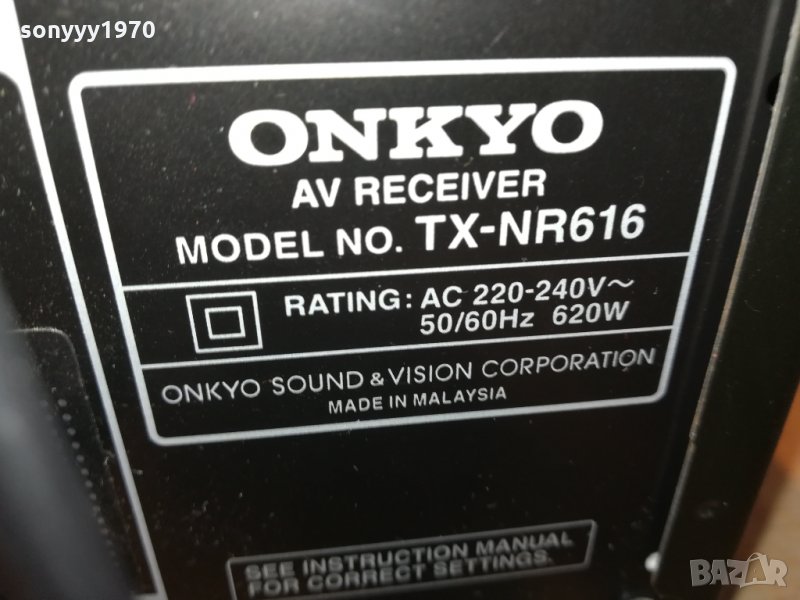 sonyyy1970
ONKYO
AV RECEIVER
MODEL NO. TX-NR616
RATING: AC 220-240V~
50/60Hz 620W
ONKYO SOUND & VISION CORPORATION
MADE IN MALAYSIA
SEE INSTRUCTION MANUAL
FOR CORRECT SETTINGS.
BAZAR